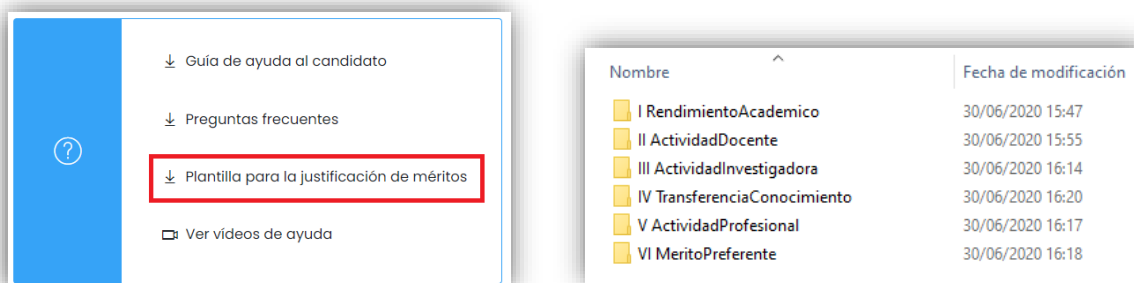 Guía de ayuda al candidato
Preguntas frecuentes
Plantilla para la justificación de méritos
Ver vídeos de ayuda
Nombre Fecha de modificación
I RendimientoAcademico 30/06/2020 15:47
II ActividadDocente 30/06/2020 15:55
III ActividadInvestigadora 30/06/2020 16:14
IV TransferenciaConocimiento 30/06/2020 16:20
V ActividadProfesional 30/06/2020 16:17
VI MeritoPreferente 30/06/2020 16:18